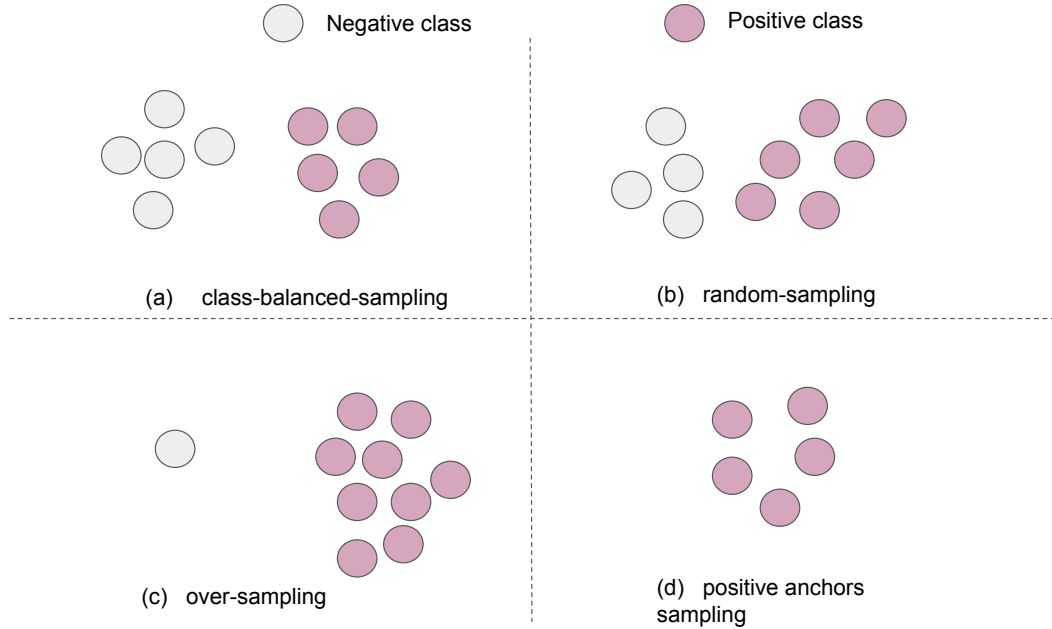 Negative class
Positive class
(a) class-balanced-sampling
(b) random-sampling
(c) over-sampling
(d) positive anchors
sampling